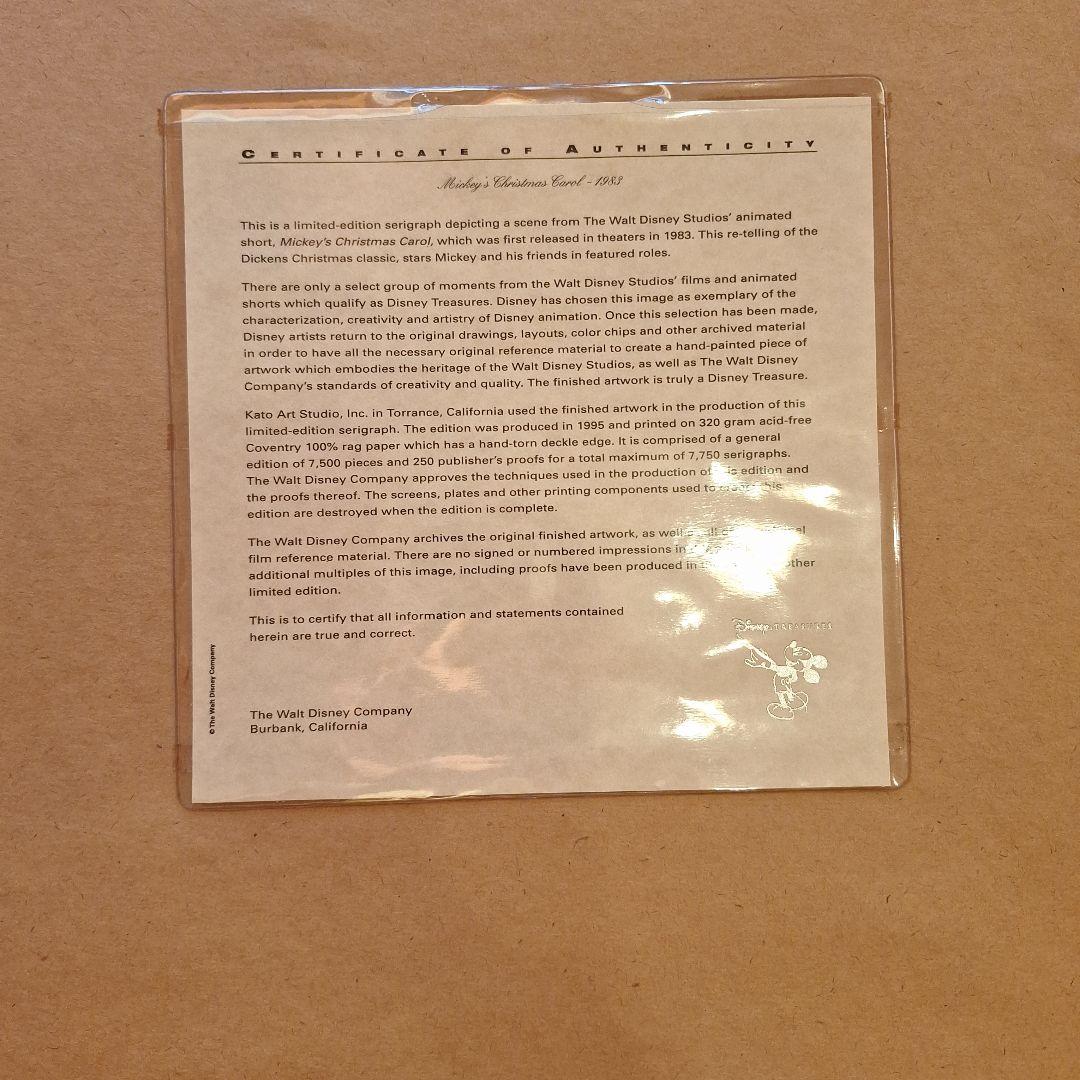 CERTIFICATE OF AUTHENTICITY
Mickey's Christmas Carol - 1983
This is a limited-edition serigraph depicting a scene from The Walt Disney Studios' animated
short, Mickey's Christmas Carol, which was first released in theaters in 1983. This re-telling of the
Dickens Christmas classic, stars Mickey and his friends in featured roles.
There are only a select group of moments from the Walt Disney Studios' films and animated
shorts which qualify as Disney Treasures. Disney has chosen this image as exemplary of the
characterization, creativity and artistry of Disney animation. Once this selection has been made,
Disney artists return to the original drawings, layouts, color chips and other archived material
in order to have all the necessary original reference material to create a hand-painted piece of
artwork which embodies the heritage of the Walt Disney Studios, as well as The Walt Disney
Company's standards of creativity and quality. The finished artwork is truly a Disney Treasure.
Kato Art Studio, Inc. in Torrance, California used the finished artwork in the production of this
limited-edition serigraph. The edition was produced in 1995 and printed on 320 gram acid-free
Coventry 100% rag paper which has a hand-torn deckle edge. It is comprised of a general
edition of 7,500 pieces and 250 publisher's proofs for a total maximum of 7,750 serigraphs.
The Walt Disney Company approves the techniques used in the production of this edition and
the proofs thereof. The screens, plates and other printing components used to this
edition are destroyed when the edition is complete.
The Walt Disney Company archives the original finished artwork, as well
film reference material. There are no signed or numbered impressions in
additional multiples of this image, including proofs have been produced in other
limited edition.
This is to certify that all information and statements contained
herein are true and correct.
Disney TREASURES
The Walt Disney Company
Burbank, California
© The Walt Disney Company